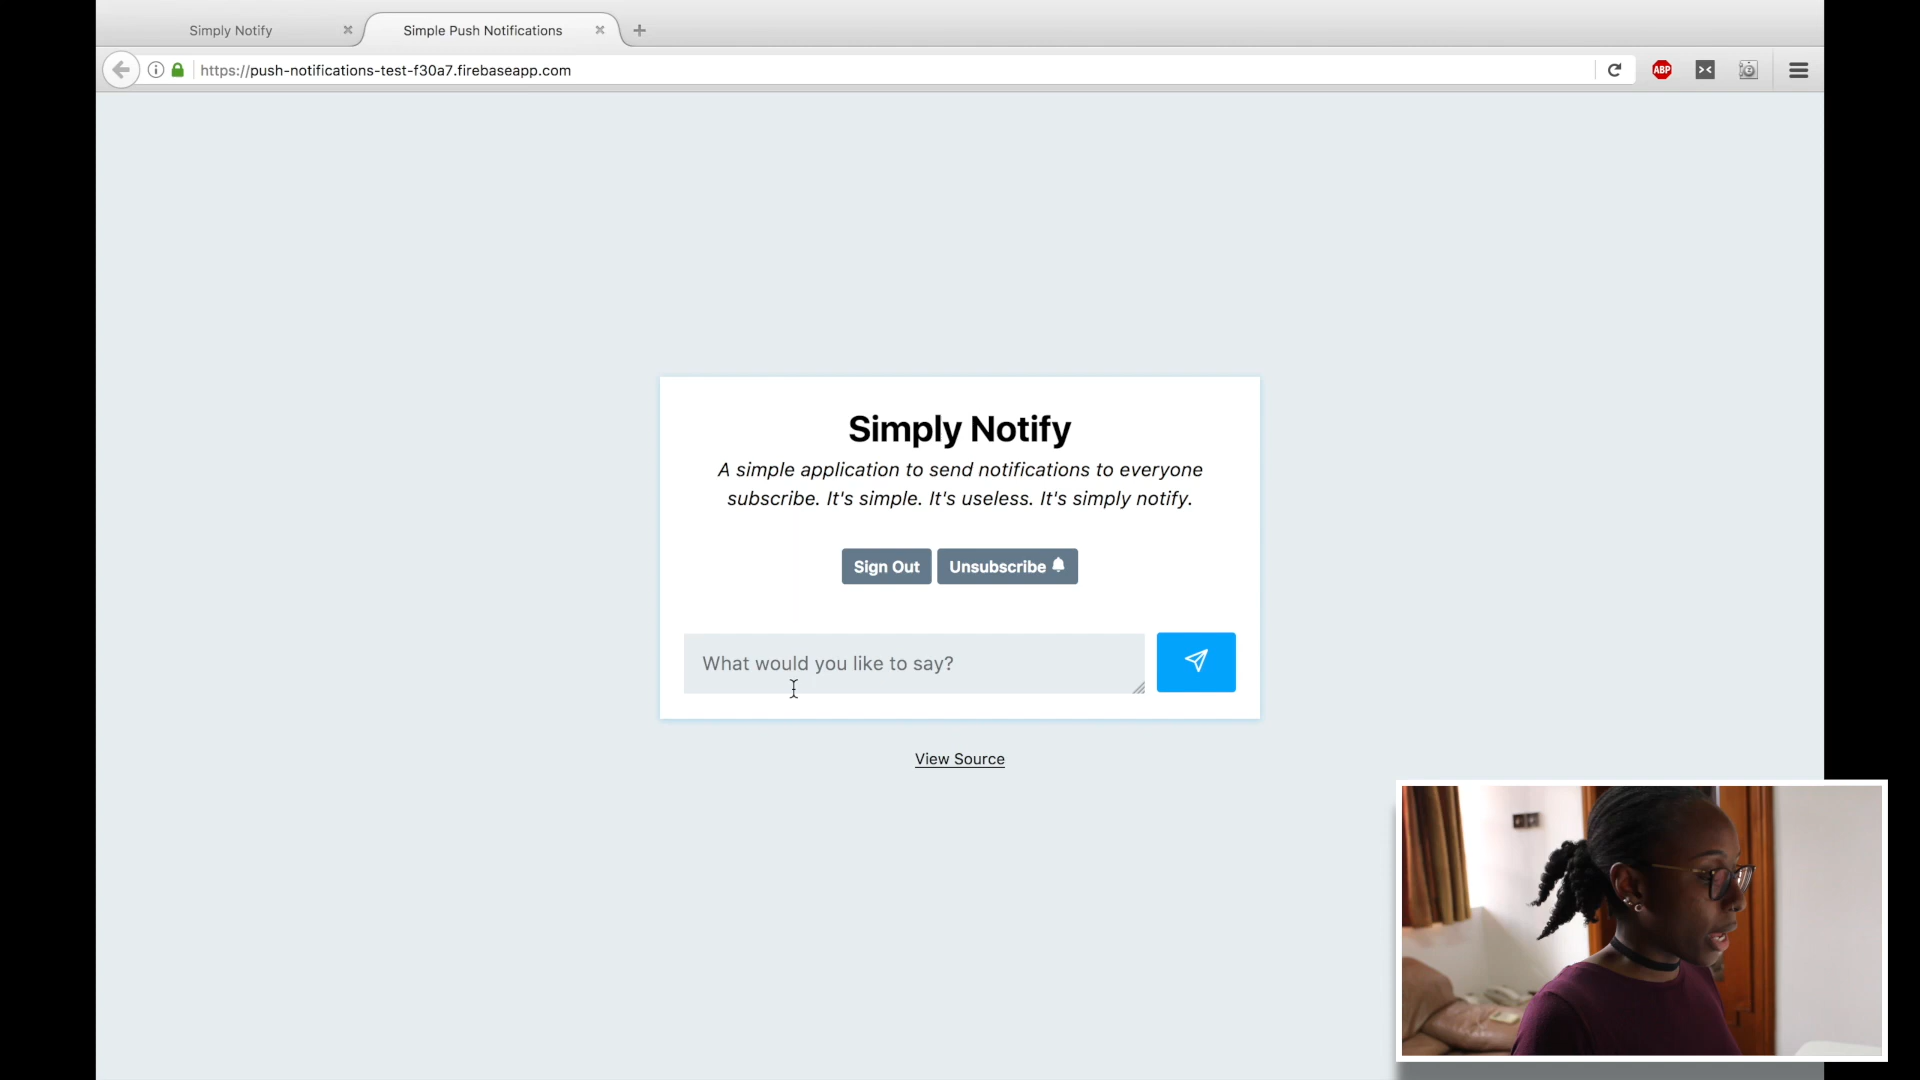 Simply Notify
Simple Push Notifications
https://push-notifications-test-f30a7.firebaseapp.com
ABP
Simply Notify
A simple application to send notifications to everyone
subscribe. It's simple. It's useless. It's simply notify.
Sign Out
Unsubscribe
What would you like to say?
View Source